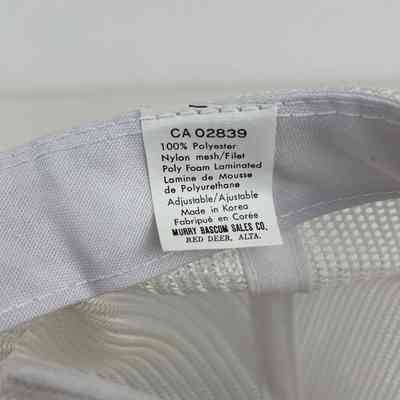 CA 02839
100% Polyester
Nylon mesh/Filet
Poly Foam Laminated
Lamine de Mousse
de Polyurethane
Adjustable/Ajustable
Made in Korea
Fabriqué en Corée
MURRY BASCOM SALES CO.
RED DEER, ALTA.